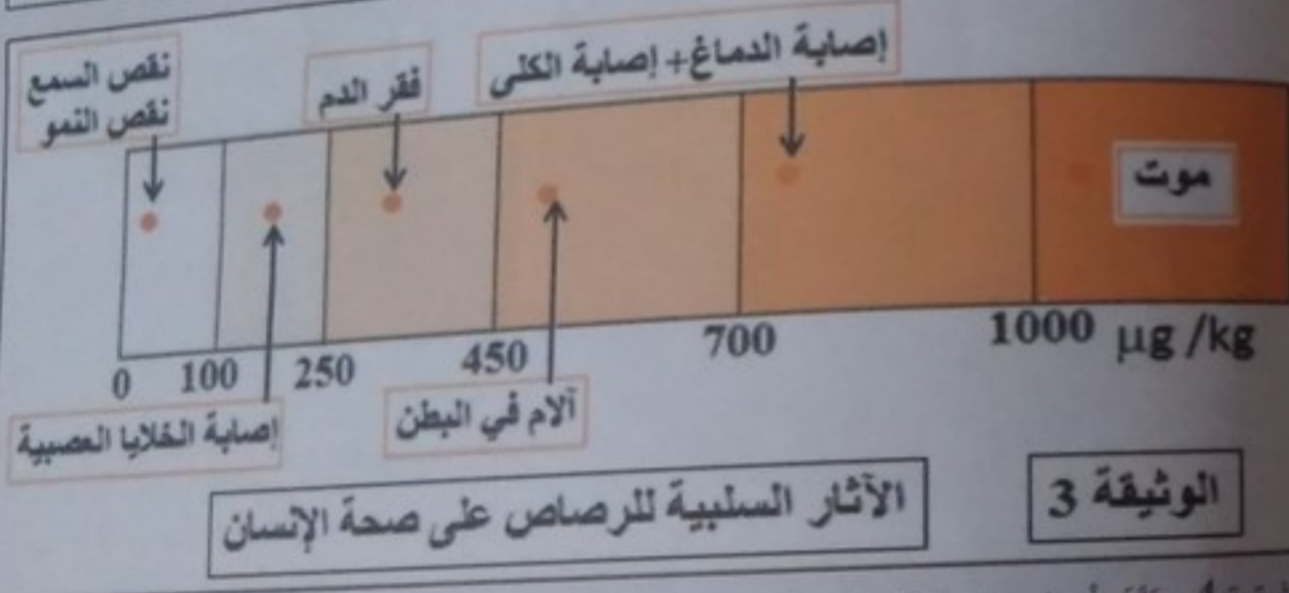 نقص السمع
نقص النمو
فقر الدم
إصابة الدماغ+ إصابة الكلى
موت
0 100 250 450 700 1000 µg /kg
إصابة الخلايا العصبية
آلام في البطن
الوثيقة 3
الآثار السلبية للرصاص على صحة الإنسان